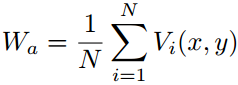 W_a = \frac{1}{N} \sum_{i=1}^{N} V_i(x, y)